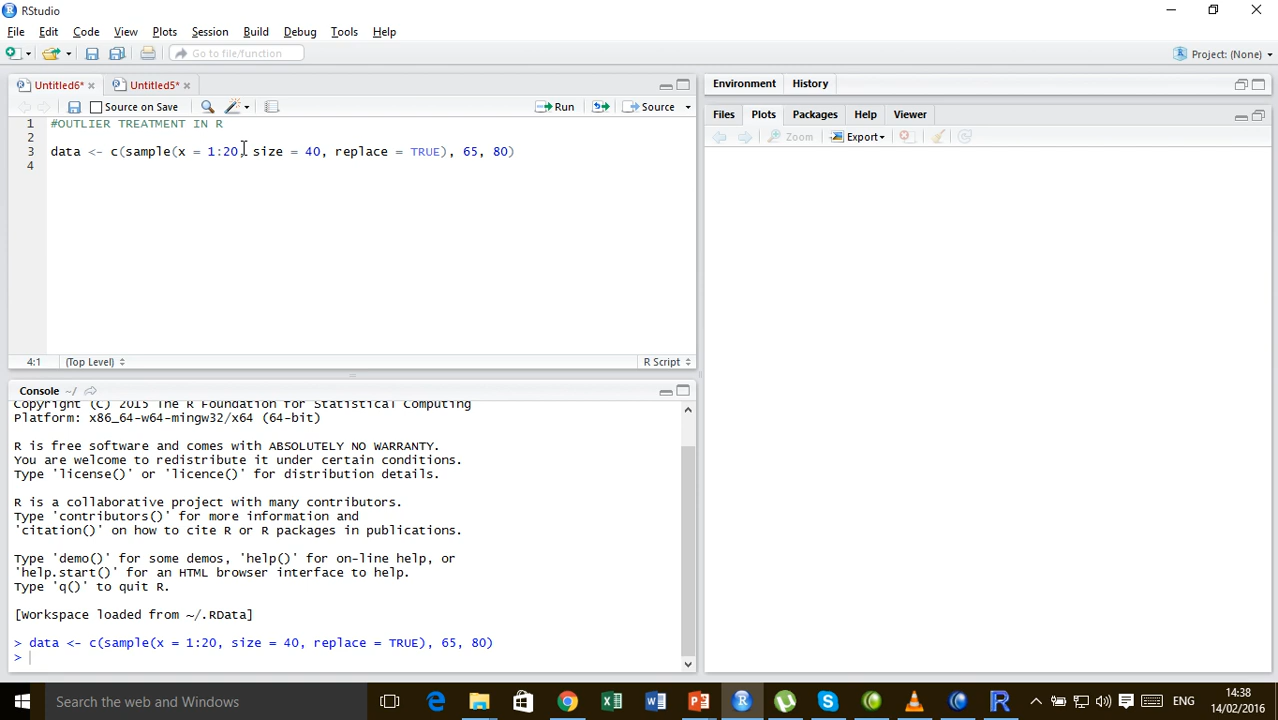 RStudio
File Edit Code View Plots Session Build Debug Tools Help
Go to file/function
Project: (None)
Untitled6* Untitled5*
Source on Save Run Source
1 #OUTLIER TREATMENT IN R
2
3 data <- c(sample(x = 1:20, size = 40, replace = TRUE), 65, 80)
4
4:1 (Top Level) R Script
Console ~/
Copyright (C) 2015 The R Foundation for Statistical Computing
Platform: x86_64-w64-mingw32/x64 (64-bit)
R is free software and comes with ABSOLUTELY NO WARRANTY.
You are welcome to redistribute it under certain conditions.
Type 'license()' or 'licence()' for distribution details.
R is a collaborative project with many contributors.
Type 'contributors()' for more information and
'citation()' on how to cite R or R packages in publications.
Type 'demo()' for some demos, 'help()' for on-line help, or
'help.start()' for an HTML browser interface to help.
Type 'q()' to quit R.
[Workspace loaded from ~/.RData]
> data <- c(sample(x = 1:20, size = 40, replace = TRUE), 65, 80)
>
Environment History
Files Plots Packages Help Viewer
Zoom Export
Search the web and Windows
ENG
14:38
14/02/2016